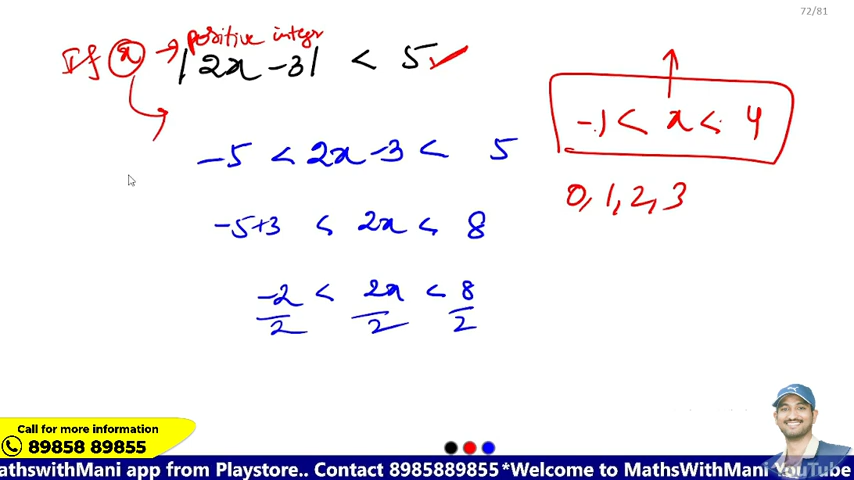 72/81
If x → positive integr
|2x - 3| < 5 ✓
-1 < x < 4
-5 < 2x - 3 < 5
0, 1, 2, 3
-5+3 < 2x < 8
-2/2 < 2x/2 < 8/2
Call for more information
89858 89855
athswithMani app from Playstore.. Contact 8985889855*Welcome to MathsWithMani YouTube